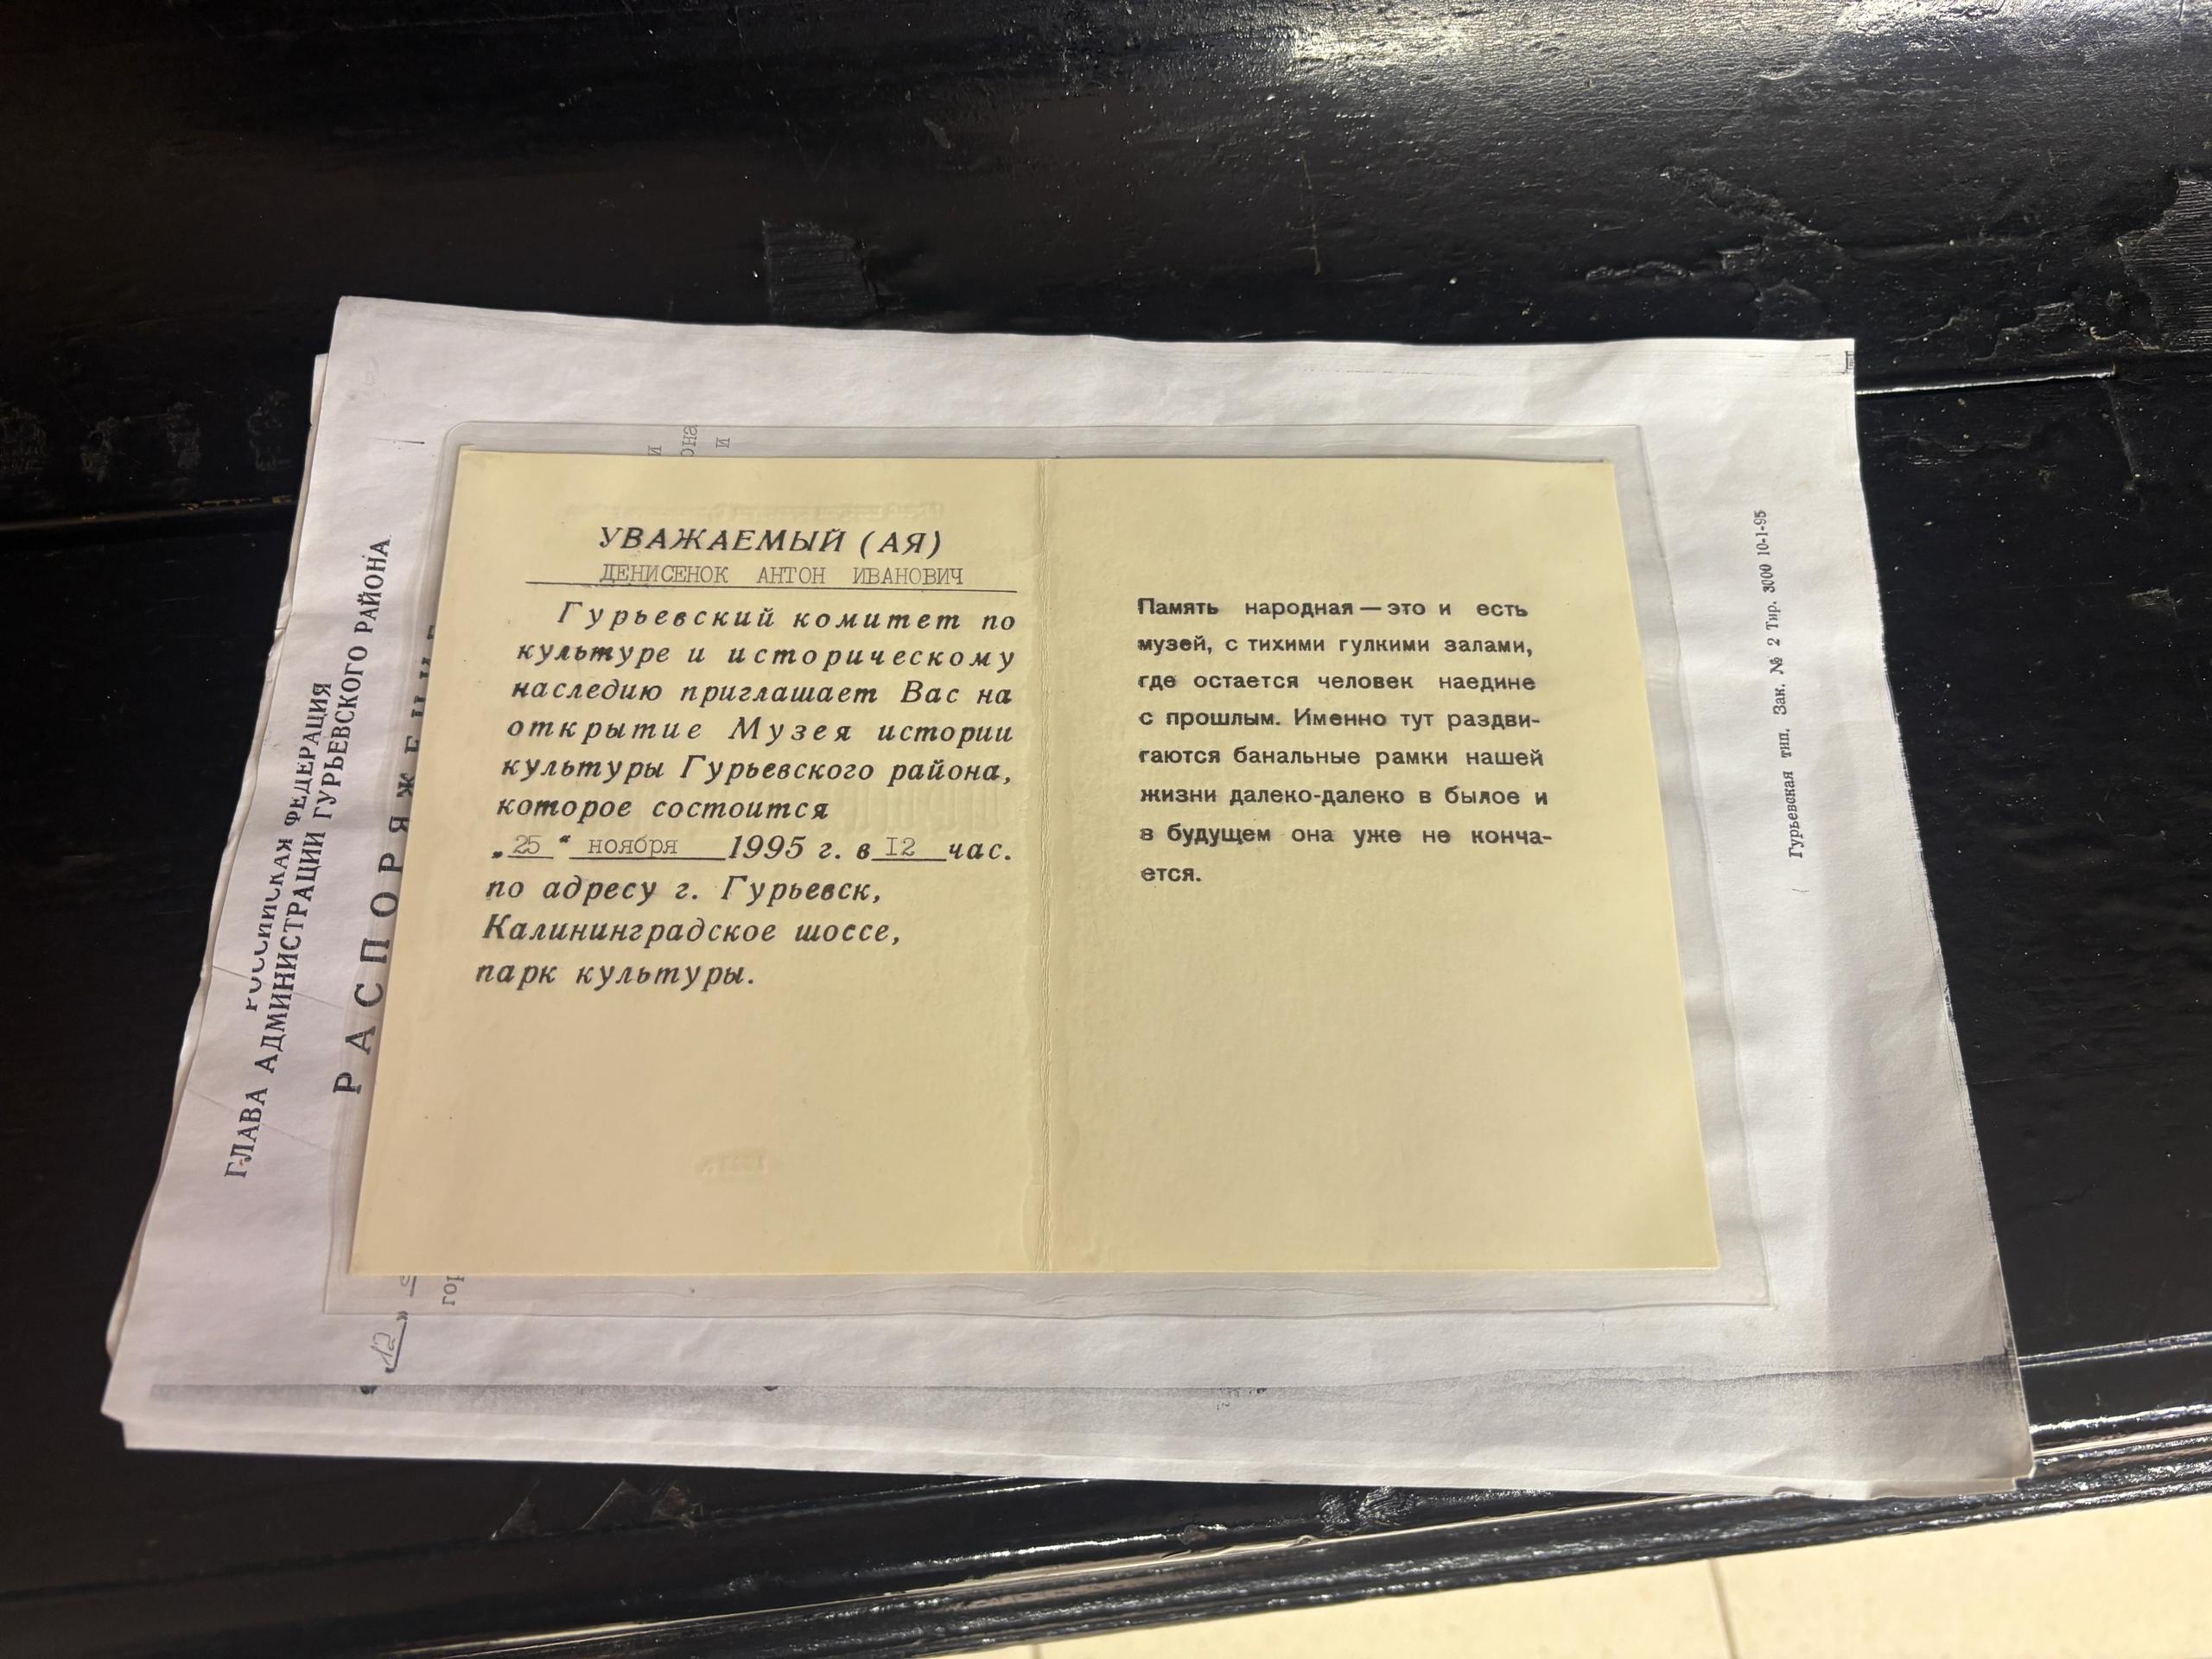 УВАЖАЕМЫЙ (АЯ)
ДЕНИСЕНОК АНТОН ИВАНОВИЧ
Гурьевский комитет по
культуре и историческому
наследию приглашает Вас на
открытие Музея истории
культуры Гурьевского района,
которое состоится
„25“ ноября 1995 г. в I2 час.
по адресу г. Гурьевск,
Калининградское шоссе,
парк культуры.
Память народная — это и есть
музей, с тихими гулкими залами,
где остается человек наедине
с прошлым. Именно тут раздви-
гаются банальные рамки нашей
жизни далеко-далеко в былое и
в будущем она уже не конча-
ется.
РОССИЙСКАЯ ФЕДЕРАЦИЯ
ГЛАВА АДМИНИСТРАЦИИ ГУРЬЕВСКОГО РАЙОНА
РАСПОРЯЖЕНИЕ
„12”
гор
и
она
и
Гурьевская тип. Зак. № 2 Тир. 3000 10-1-95